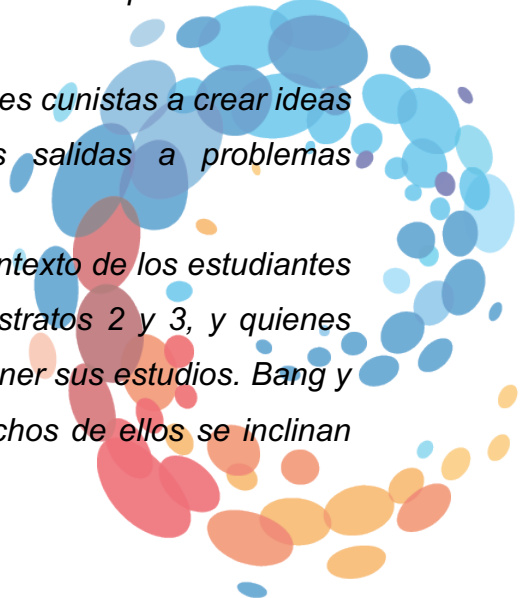 es cunistas a crear ideas
s salidas a problemas
ntexto de los estudiantes
stratos 2 y 3, y quienes
ner sus estudios. Bang y
chos de ellos se inclinan